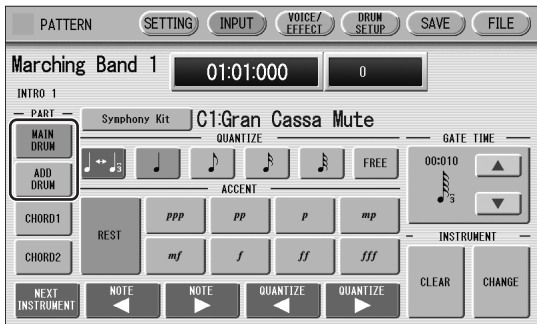 PATTERN SETTING INPUT VOICE/ EFFECT DRUM SETUP SAVE FILE
Marching Band 1 01:01:000 0
INTRO 1
PART
Symphony Kit C1:Gran Cassa Mute
MAIN DRUM
QUANTIZE
GATE TIME
3 FREE 00:010
ADD DRUM
3
ACCENT
CHORD1 REST ppp pp p mp
INSTRUMENT
CHORD2 mf f ff fff
CLEAR CHANGE
NEXT INSTRUMENT NOTE NOTE QUANTIZE QUANTIZE